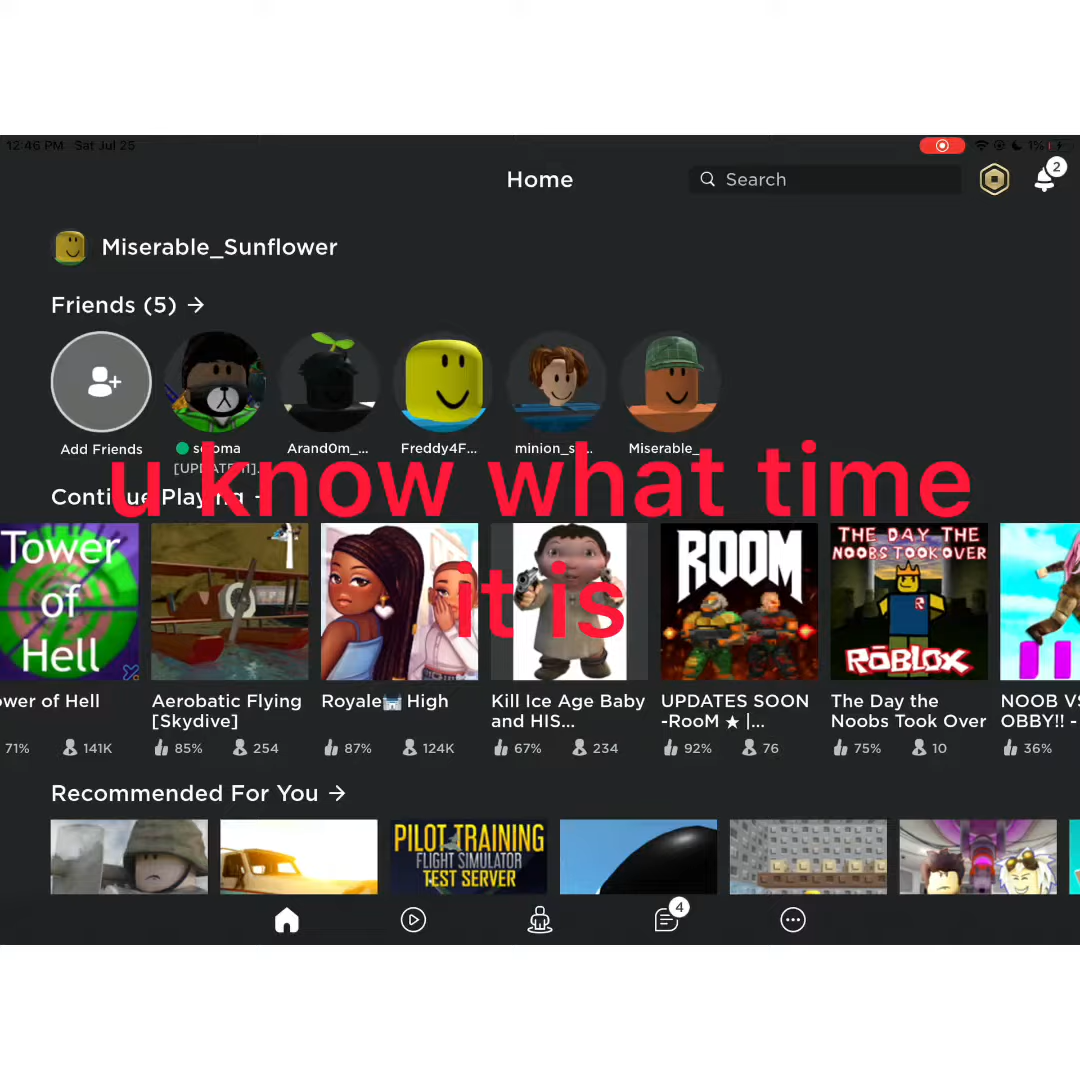 12:46 PM Sat Jul 25
1%
Home
Search
2
Miserable_Sunflower
Friends (5) →
Add Friends
Arand0m_...
Freddy4F...
Miserable_
u know what time
it is
Continue Playing
Tower
of
Hell
ROOM
THE DAY THE
NOOBS TOOK OVER
ROBLOX
ower of Hell
Aerobatic Flying
[Skydive]
Royale High
Kill Ice Age Baby
and HIS...
UPDATES SOON
-RooM ★ |...
The Day the
Noobs Took Over
NOOB VS
OBBY!! -
71% 141K
85% 254
87% 124K
67% 234
92% 76
75% 10
36%
Recommended For You →
PILOT TRAINING
FLIGHT SIMULATOR
TEST SERVER
4